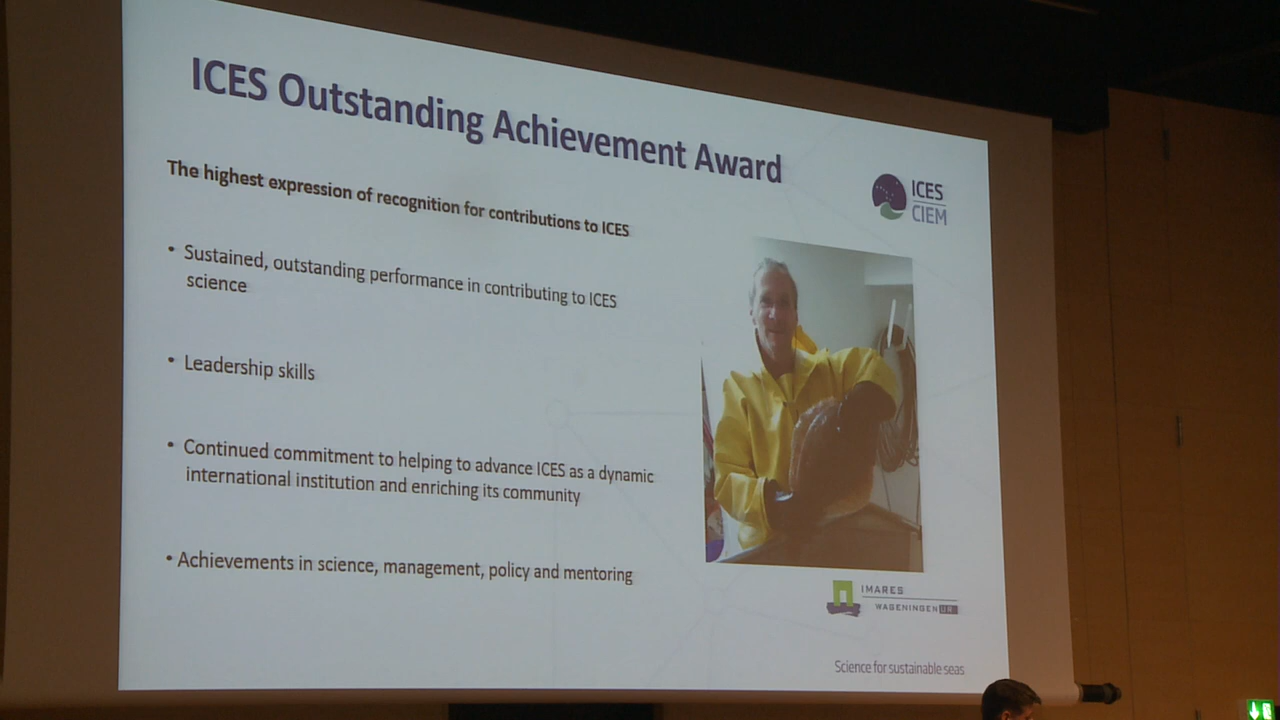 ICES Outstanding Achievement Award
The highest expression of recognition for contributions to ICES
• Sustained, outstanding performance in contributing to ICES
science
• Leadership skills
• Continued commitment to helping to advance ICES as a dynamic
international institution and enriching its community
• Achievements in science, management, policy and mentoring
ICES
CIEM
IMARES
WAGENINGEN UR
Science for sustainable seas